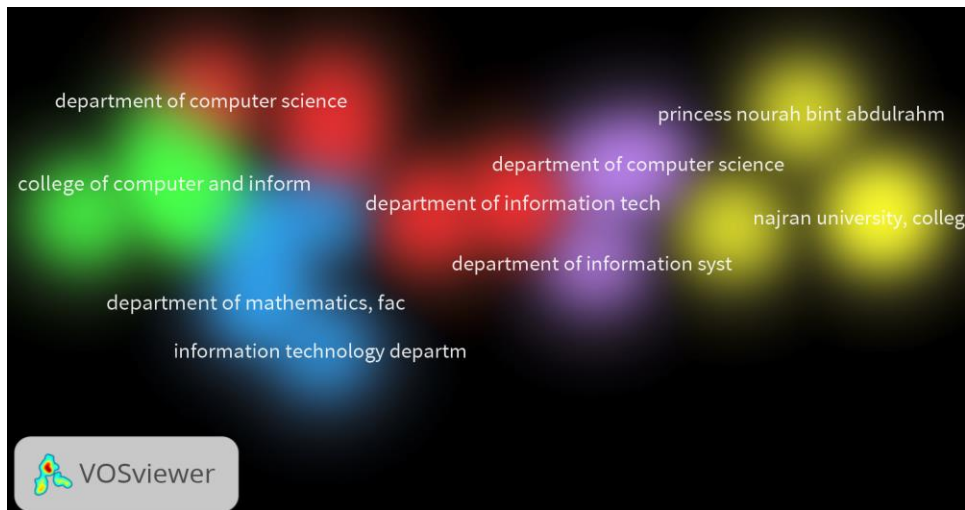 department of computer science
princess nourah bint abdulrahm
department of computer science
college of computer and inform
department of information tech
najran university, colleg
department of information syst
department of mathematics, fac
information technology departm
VOSviewer